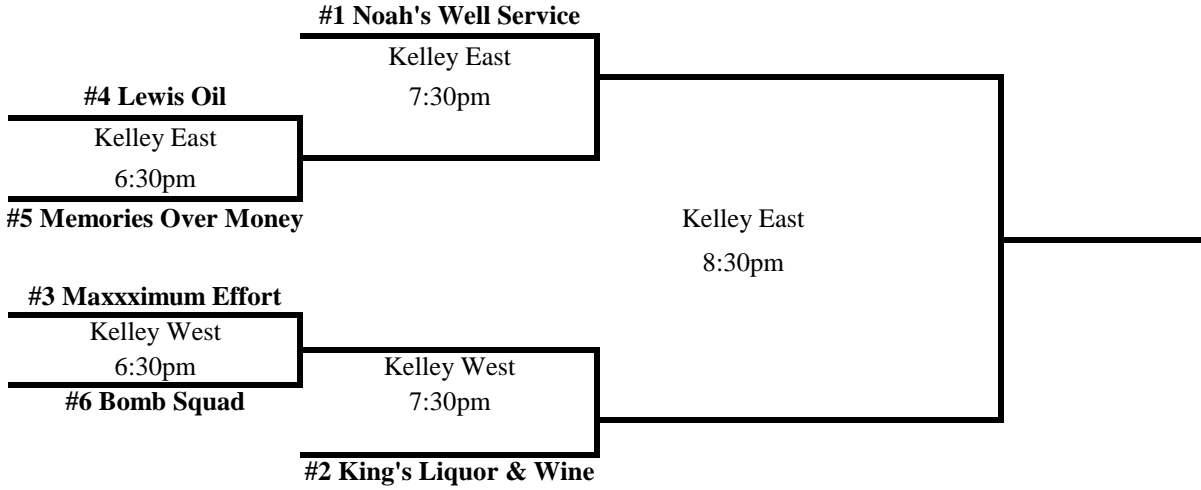 #1 Noah's Well Service
Kelley East
7:30pm
#4 Lewis Oil
Kelley East
6:30pm
#5 Memories Over Money
Kelley East
8:30pm
#3 Maxxximum Effort
Kelley West
6:30pm
#6 Bomb Squad
Kelley West
7:30pm
#2 King's Liquor & Wine